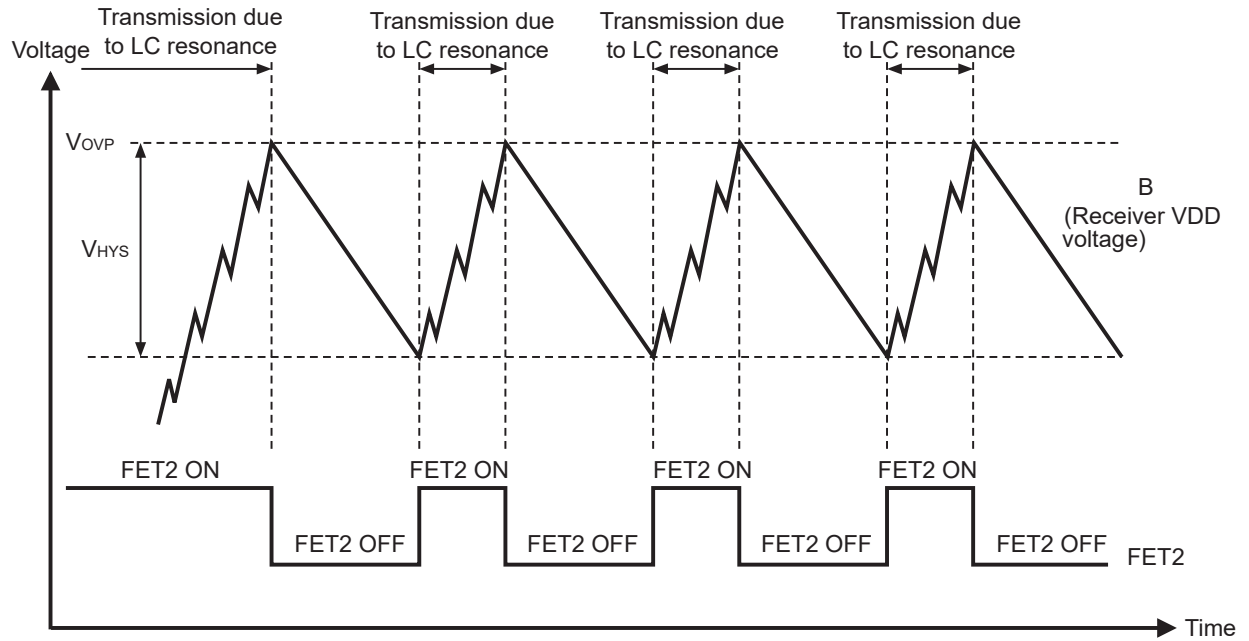 Transmission due
to LC resonance
Transmission due
to LC resonance
Transmission due
to LC resonance
Transmission due
to LC resonance
Voltage
VOVP
VHYS
B
(Receiver VDD
voltage)
FET2 ON
FET2 ON
FET2 ON
FET2 ON
FET2 OFF
FET2 OFF
FET2 OFF
FET2 OFF
FET2
Time